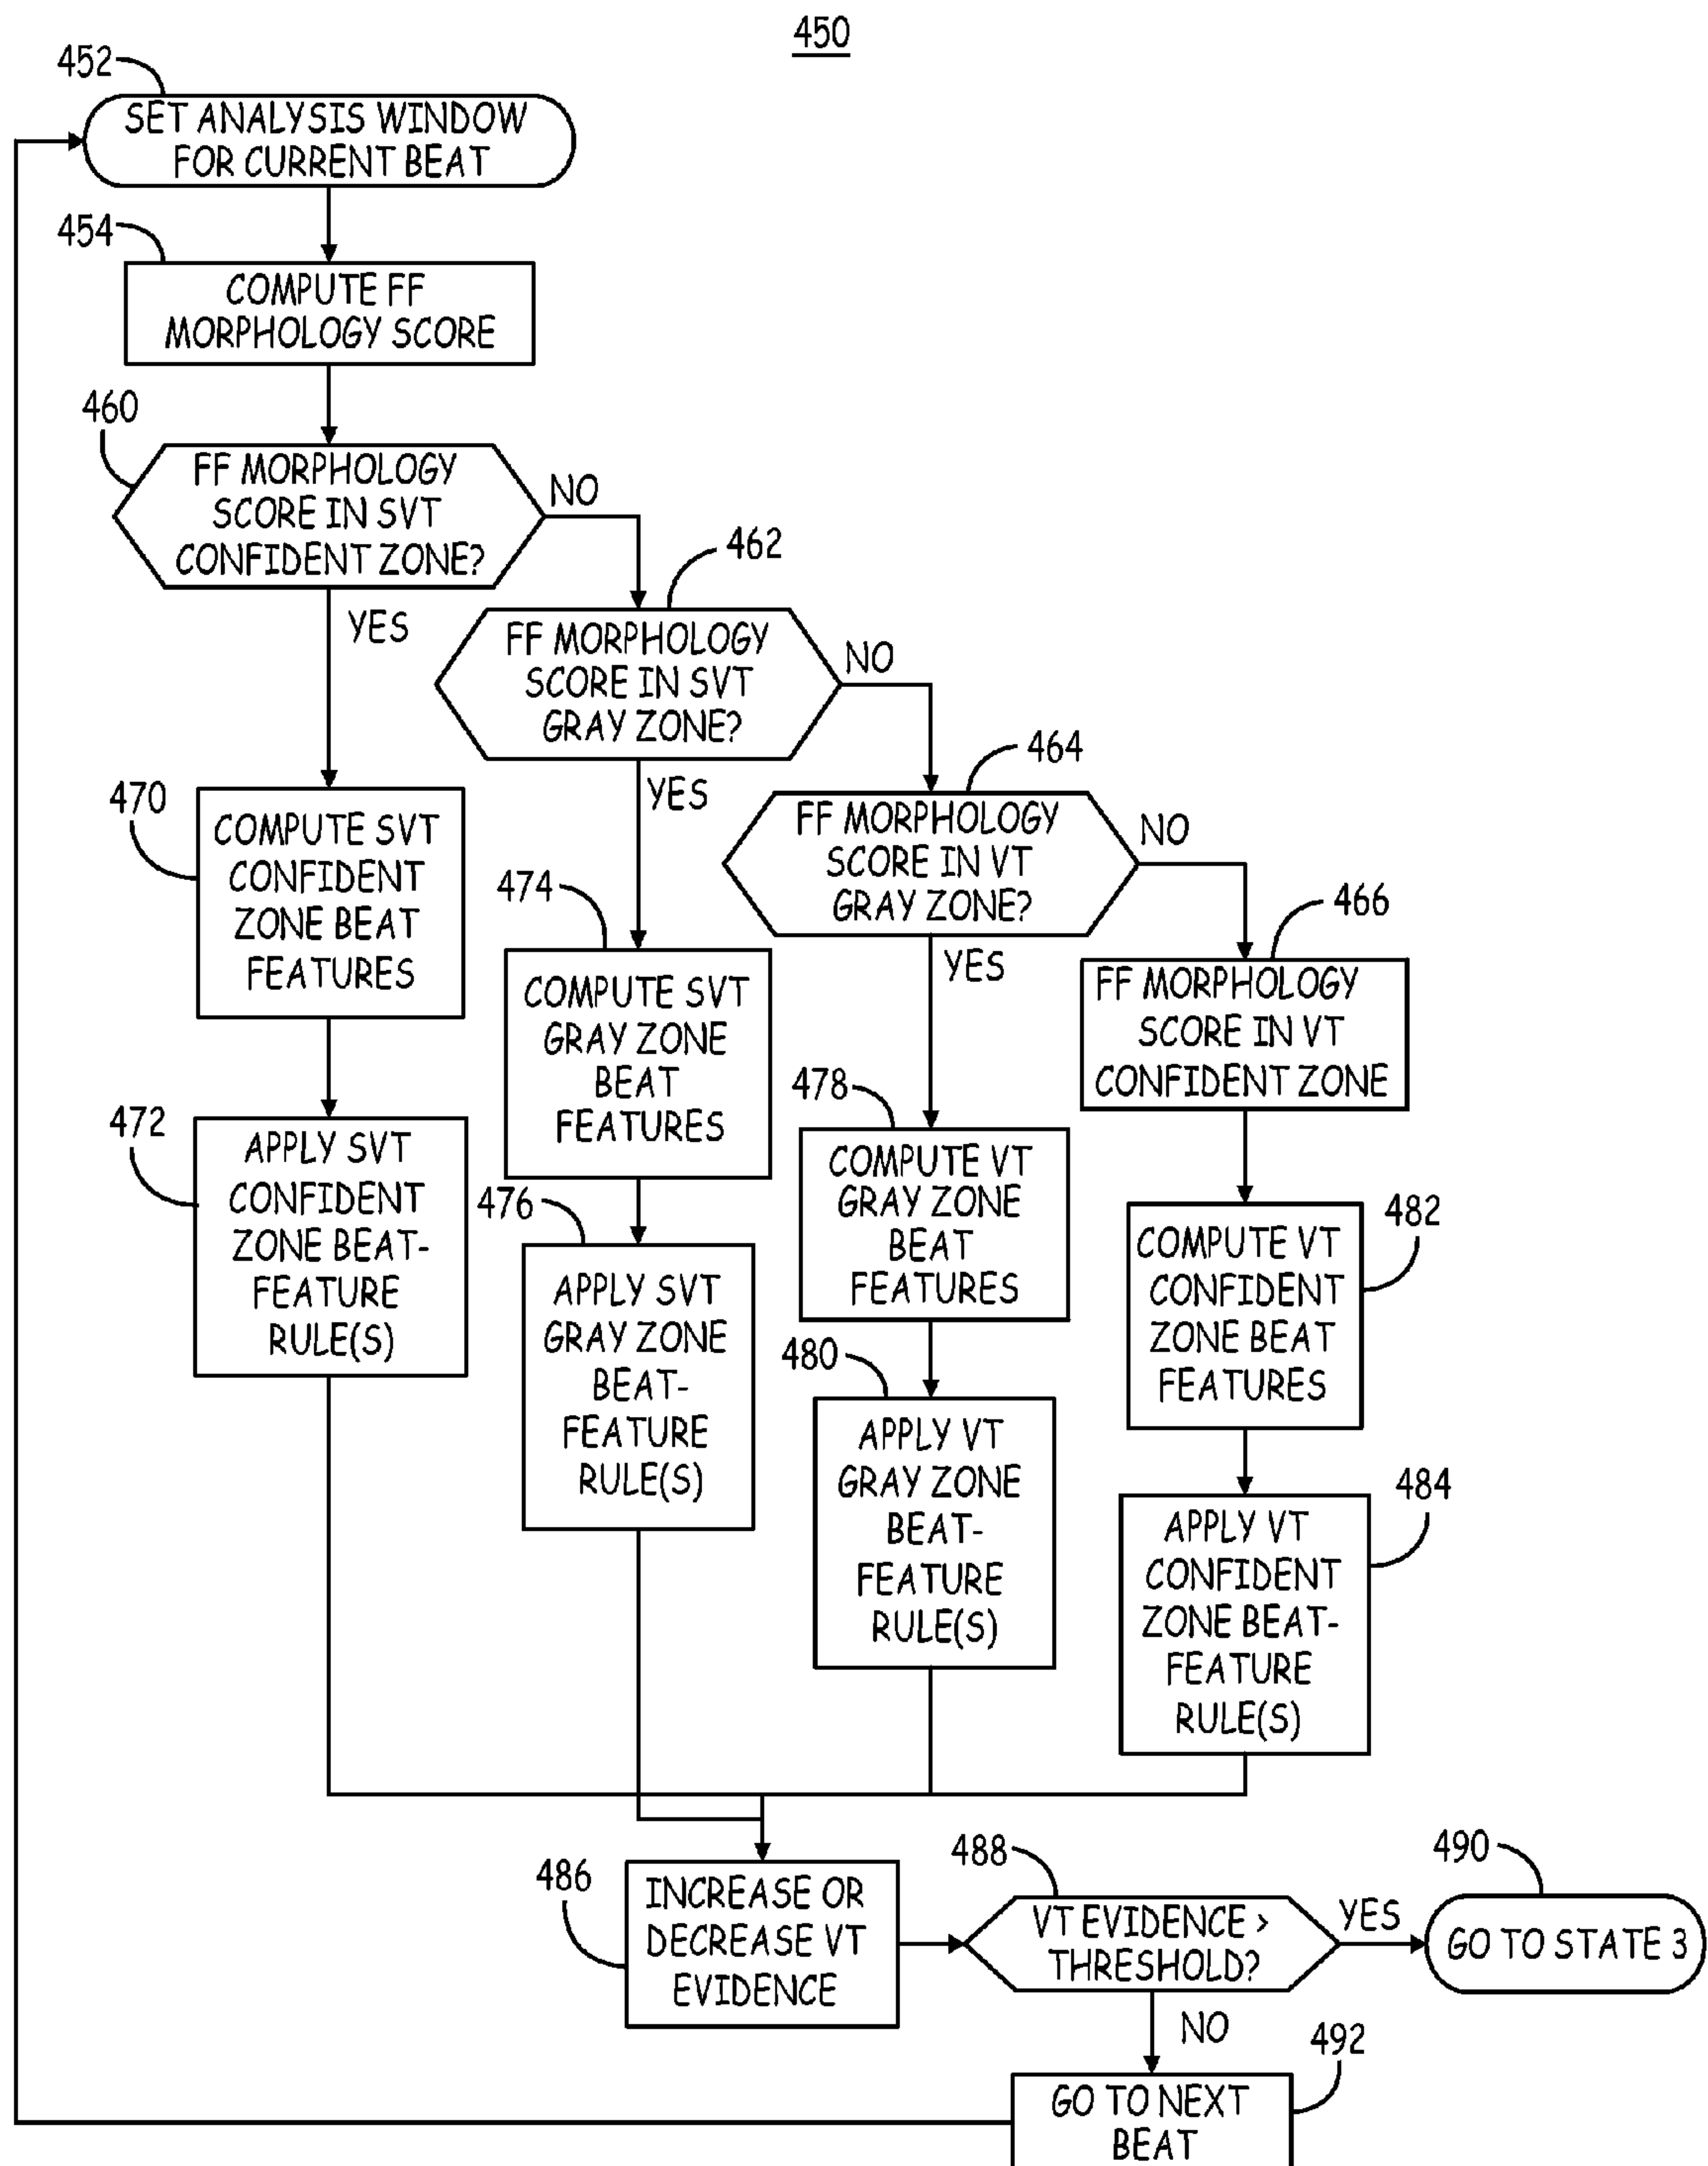 450
452
SET ANALYSIS WINDOW
FOR CURRENT BEAT
454
COMPUTE FF
MORPHOLOGY SCORE
460
FF MORPHOLOGY
SCORE IN SVT
CONFIDENT ZONE?
NO
YES
462
FF MORPHOLOGY
SCORE IN SVT
GRAY ZONE?
NO
YES
464
FF MORPHOLOGY
SCORE IN VT
GRAY ZONE?
NO
YES
466
FF MORPHOLOGY
SCORE IN VT
CONFIDENT ZONE
470
COMPUTE SVT
CONFIDENT
ZONE BEAT
FEATURES
472
APPLY SVT
CONFIDENT
ZONE BEAT-
FEATURE
RULE(S)
474
COMPUTE SVT
GRAY ZONE
BEAT
FEATURES
476
APPLY SVT
GRAY ZONE
BEAT-
FEATURE
RULE(S)
478
COMPUTE VT
GRAY ZONE
BEAT
FEATURES
480
APPLY VT
GRAY ZONE
BEAT-
FEATURE
RULE(S)
482
COMPUTE VT
CONFIDENT
ZONE BEAT
FEATURES
484
APPLY VT
CONFIDENT
ZONE BEAT-
FEATURE
RULE(S)
486
INCREASE OR
DECREASE VT
EVIDENCE
488
VT EVIDENCE >
THRESHOLD?
YES
NO
490
GO TO STATE 3
492
GO TO NEXT
BEAT